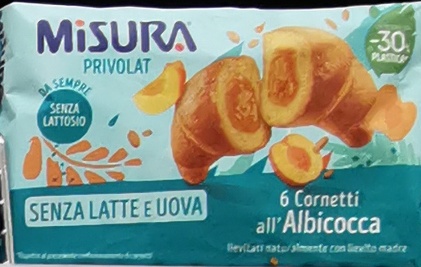 MiSURA
PRIVOLAT
-30%
PLASTICA*
DA SEMPRE
SENZA
LATTOSIO
SENZA LATTE E UOVA
6 Cornetti
all'Albicocca
lievitati naturalmente con lievito madre